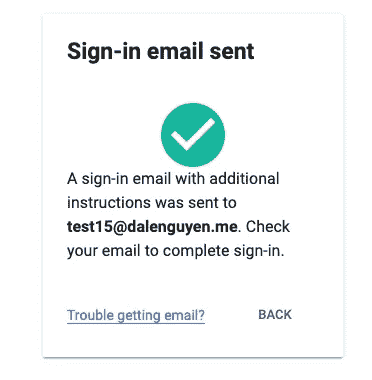 Sign-in email sent
A sign-in email with additional
instructions was sent to
test15@dalenguyen.me. Check
your email to complete sign-in.
Trouble getting email? BACK